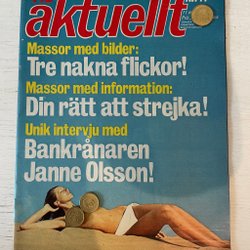 aktuellt
Massor med bilder:
Tre nakna flickor!
Massor med information:
Din rätt att strejka!
Unik intervju med
Bankrånaren
Janne Olsson!